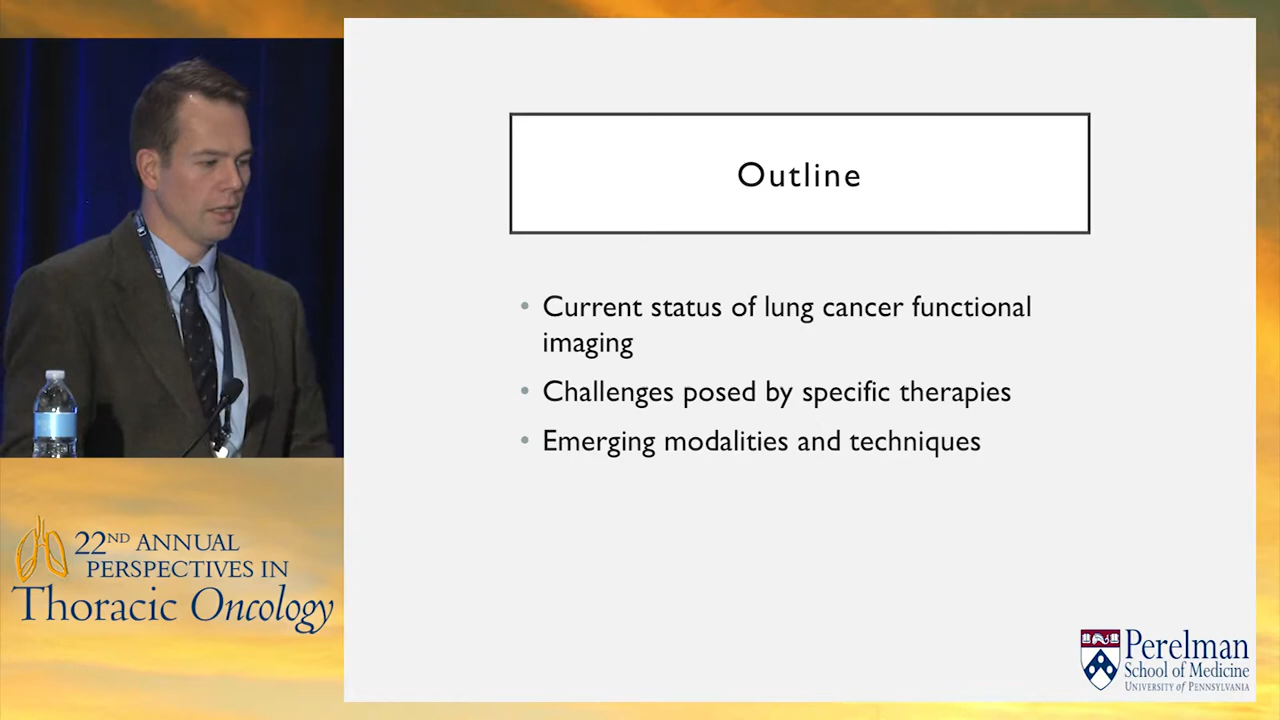 Outline
• Current status of lung cancer functional
imaging
• Challenges posed by specific therapies
• Emerging modalities and techniques
22ND ANNUAL
PERSPECTIVES IN
Thoracic Oncology
Perelman
School of Medicine
UNIVERSITY of PENNSYLVANIA